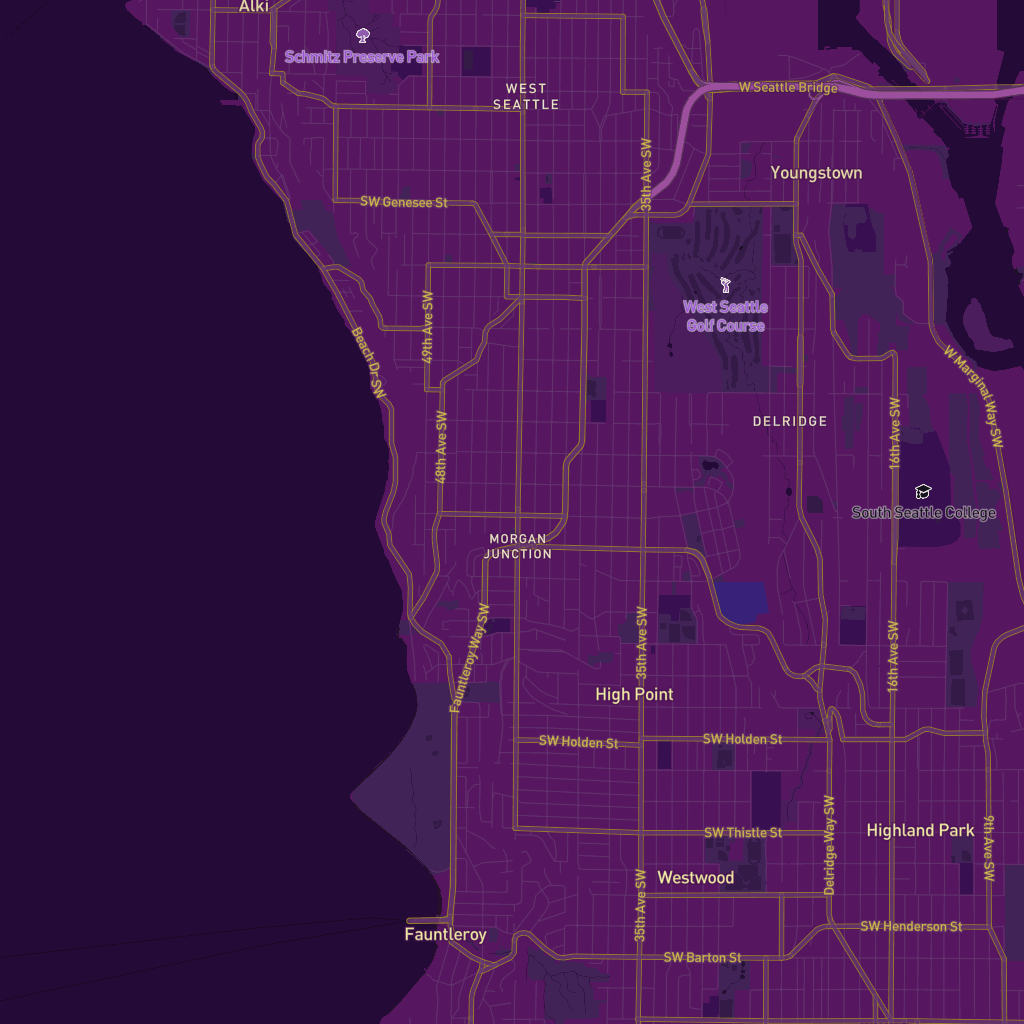 Alki
Schmitz Preserve Park
WEST
SEATTLE
W Seattle Bridge
35th Ave SW
Youngstown
SW Genesee St
West Seattle
Golf Course
49th Ave SW
Beach Dr SW
W Marginal Way SW
DELRIDGE
48th Ave SW
16th Ave SW
South Seattle College
MORGAN
JUNCTION
Fauntleroy Way SW
35th Ave SW
16th Ave SW
High Point
SW Holden St
SW Holden St
Delridge Way SW
SW Thistle St
Highland Park
9th Ave SW
Westwood
35th Ave SW
Fauntleroy
SW Henderson St
SW Barton St